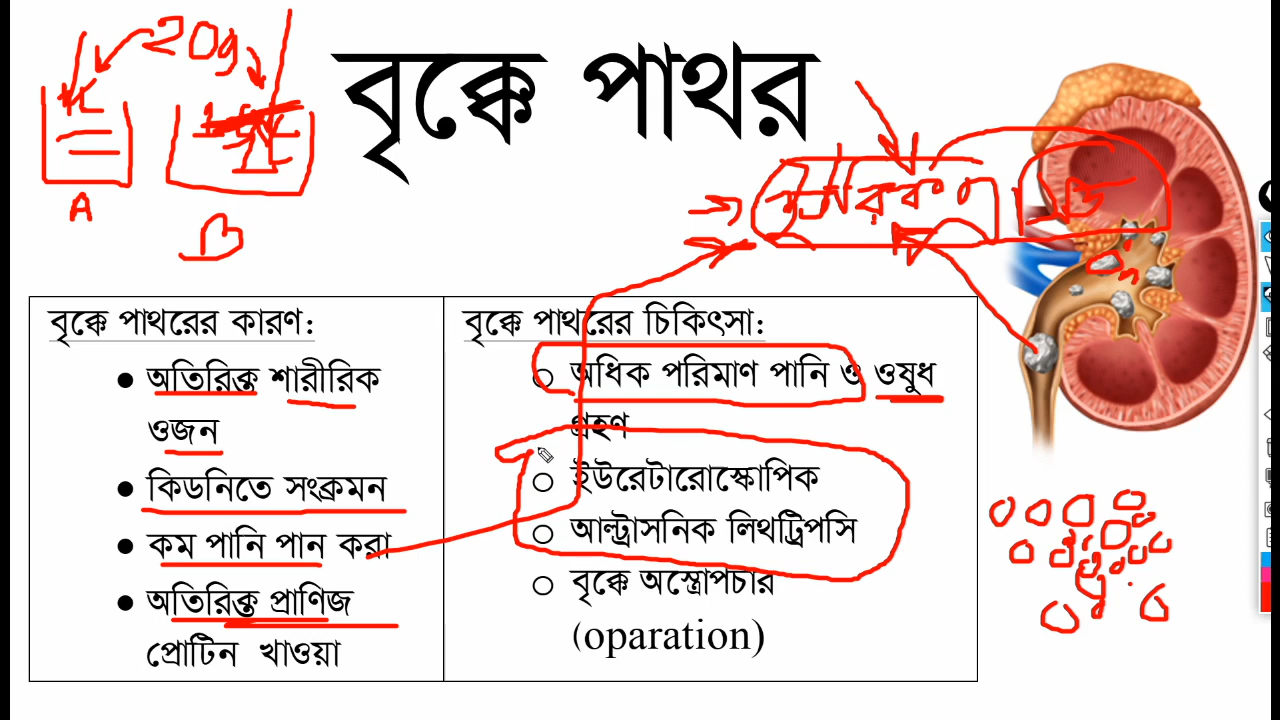 20g
বৃক্কে পাথর
A
B
বৃক্কে পাথরের কারণ:
● অতিরিক্ত শারীরিক
ওজন
● কিডনিতে সংক্রমন
● কম পানি পান করা
● অতিরিক্ত প্রাণিজ
প্রোটিন খাওয়া
বৃক্কে পাথরের চিকিৎসা:
○ অধিক পরিমাণ পানি ও ওষুধ
গ্রহণ
○ ইউরেটারোস্কোপিক
○ আল্ট্রাসনিক লিথট্রিপসি
○ বৃক্কে অস্ত্রোপচার
(oparation)